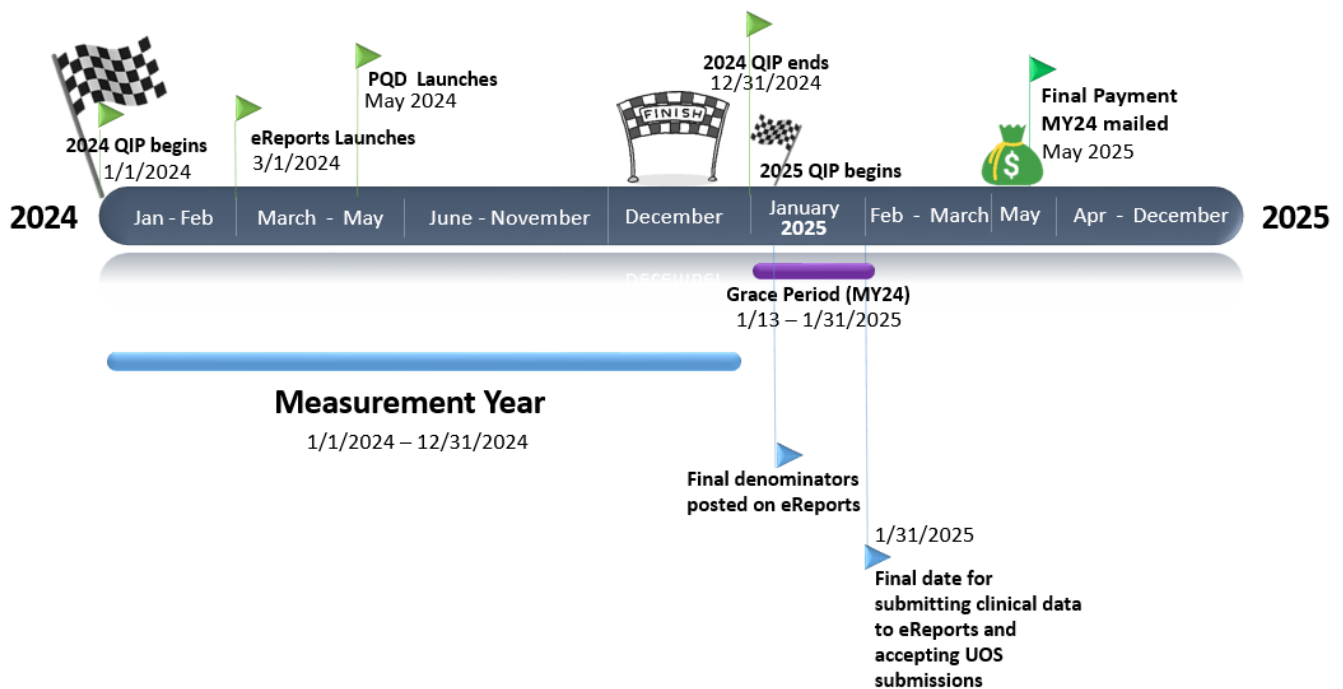 2024 QIP begins
1/1/2024
eReports Launches
3/1/2024
PQD Launches
May 2024
FINISH
2024 QIP ends
12/31/2024
2025 QIP begins
$
Final Payment
MY24 mailed
May 2025
2024
Jan - Feb
March - May
June - November
December
January
2025
Feb - March
May
Apr - December
2025
Grace Period (MY24)
1/13 – 1/31/2025
Measurement Year
1/1/2024 – 12/31/2024
Final denominators
posted on eReports
1/31/2025
Final date for
submitting clinical data
to eReports and
accepting UOS
submissions